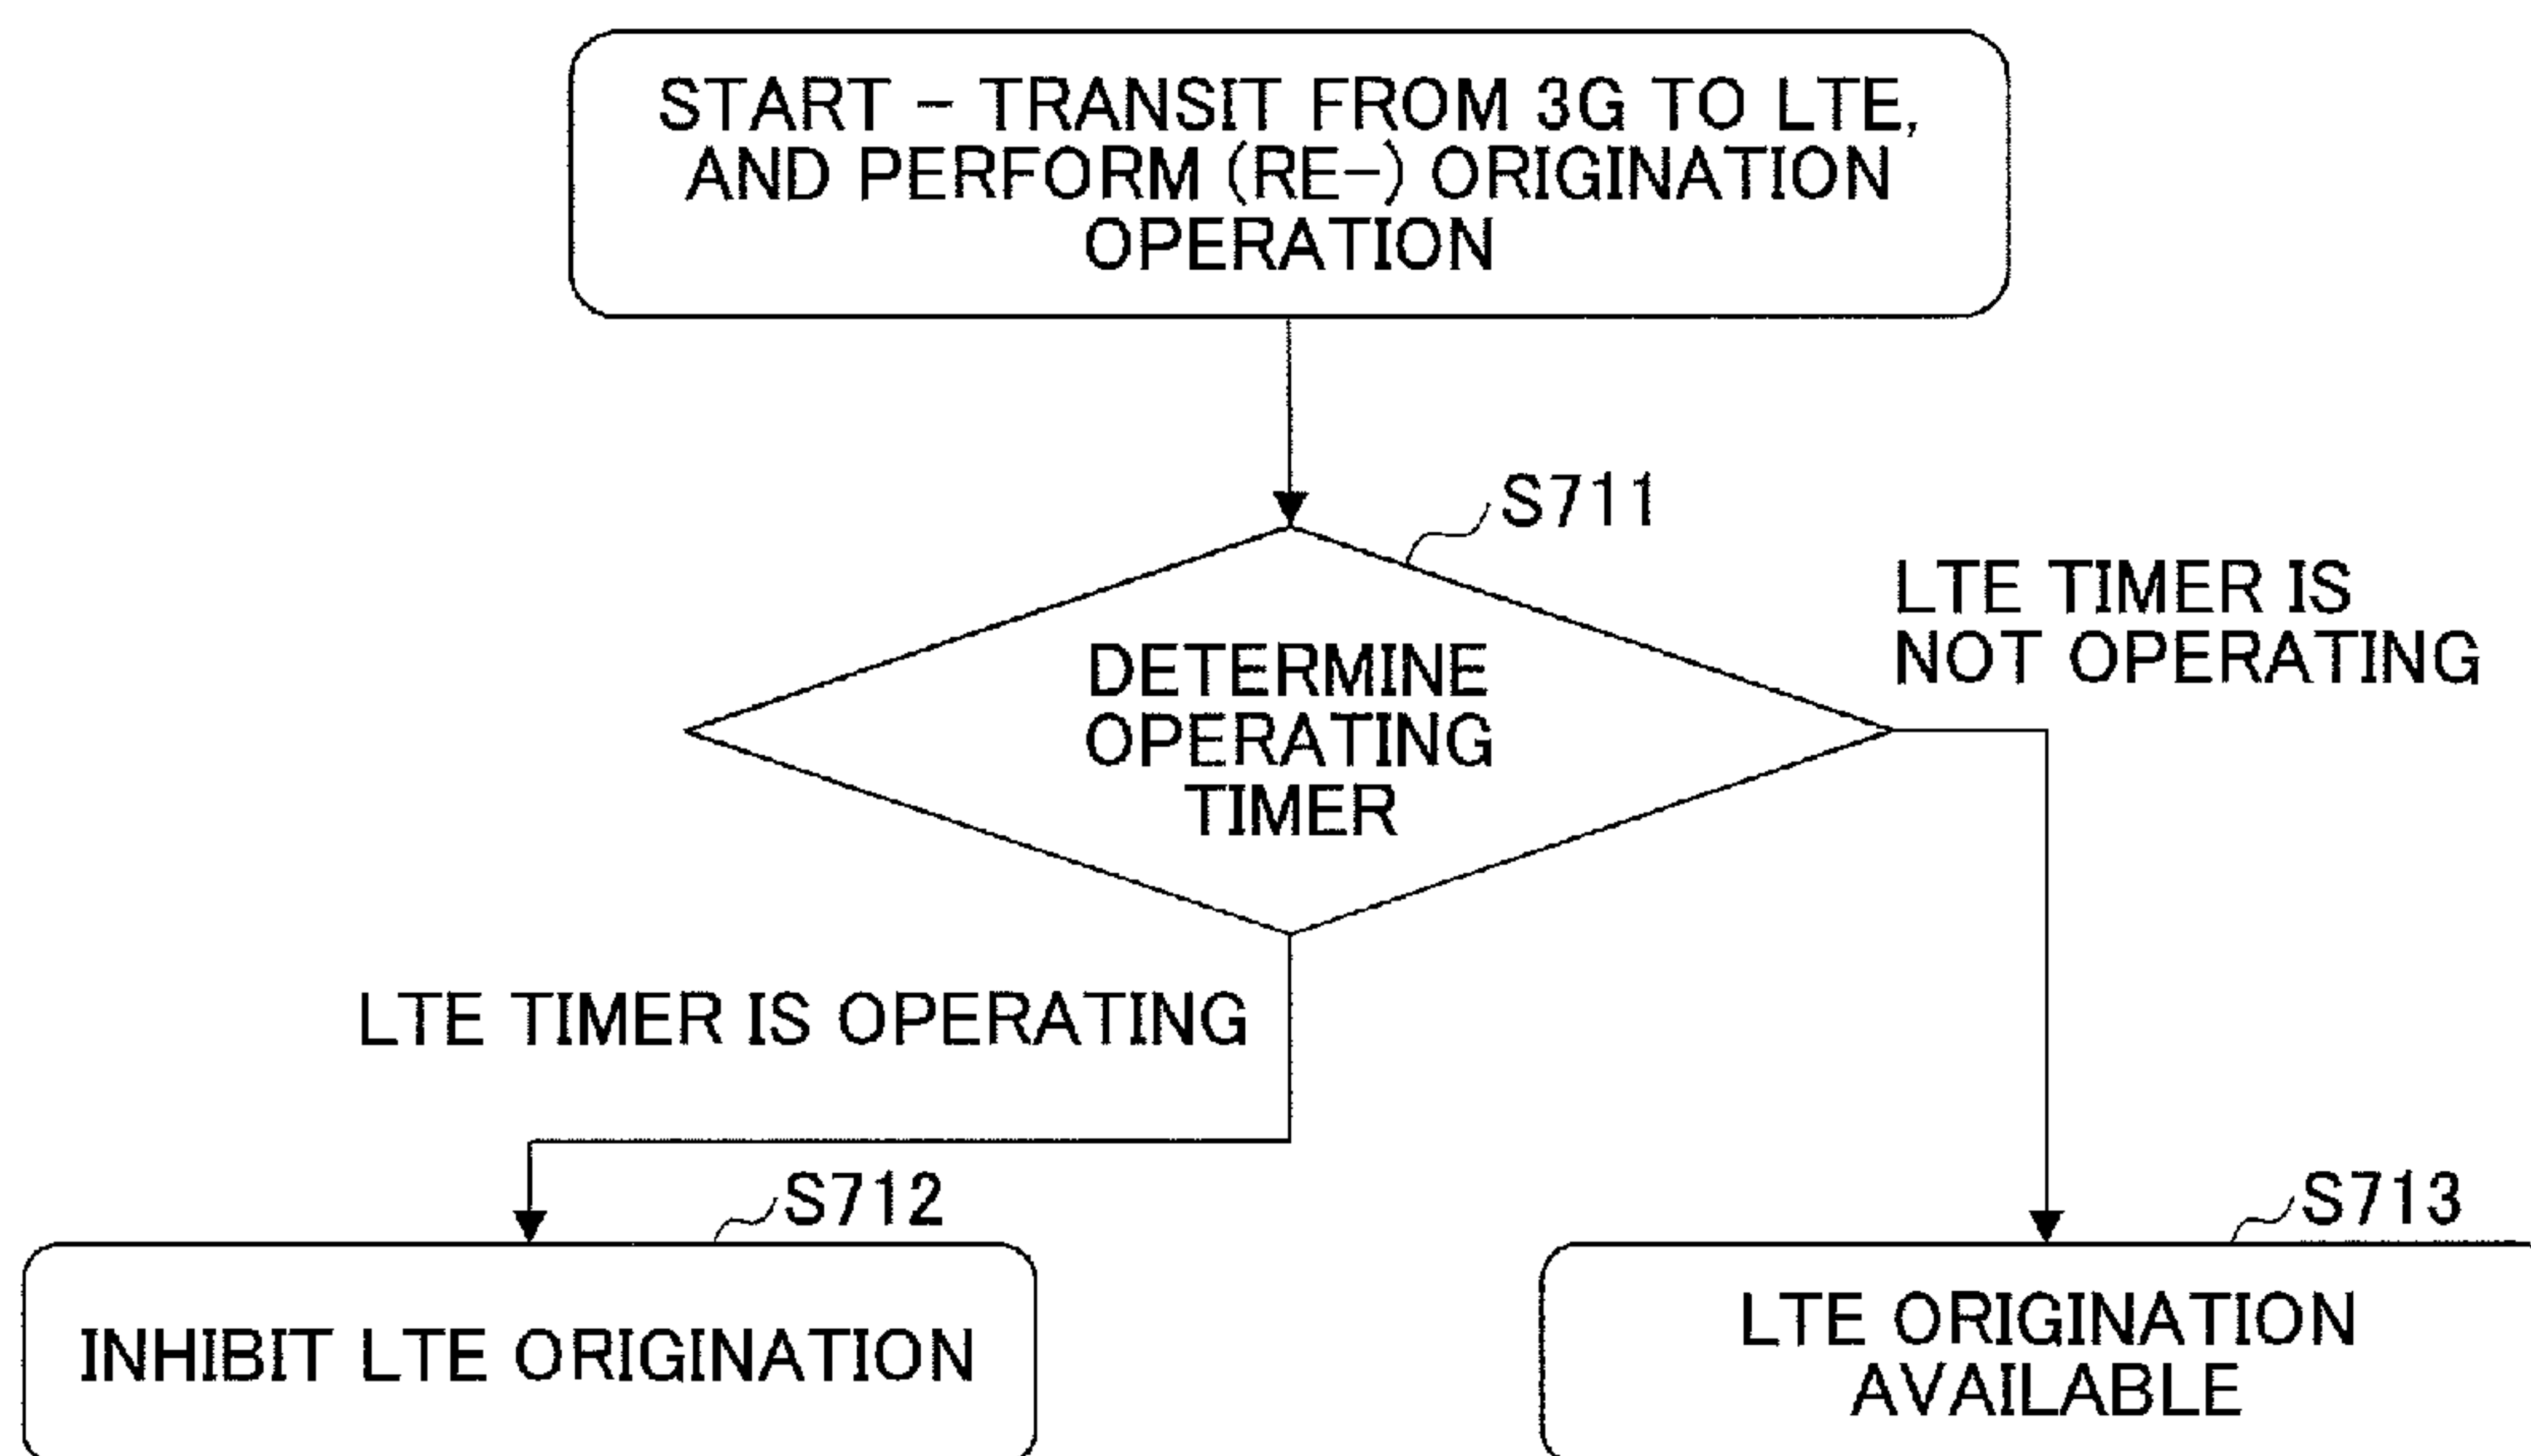 START – TRANSIT FROM 3G TO LTE,
AND PERFORM (RE–) ORIGINATION
OPERATION
S711
LTE TIMER IS
NOT OPERATING
DETERMINE
OPERATING
TIMER
LTE TIMER IS OPERATING
S712
S713
INHIBIT LTE ORIGINATION
LTE ORIGINATION
AVAILABLE